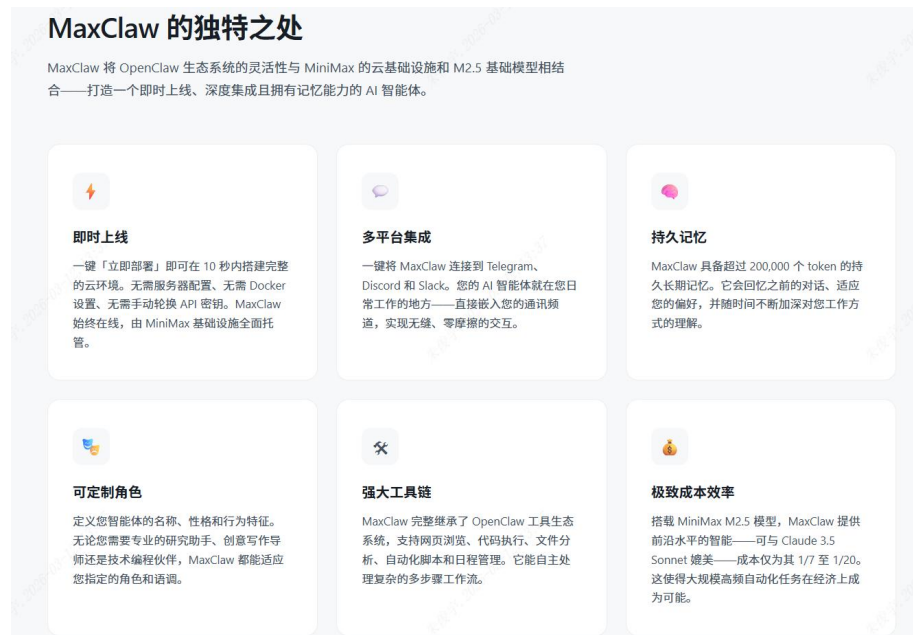 MaxClaw 的独特之处
MaxClaw 将 OpenClaw 生态系统的灵活性与 MiniMax 的云基础设施和 M2.5 基础模型相结
合——打造一个即时上线、深度集成且拥有记忆能力的 AI 智能体。
即时上线
一键「立即部署」即可在 10 秒内搭建完整
的云环境。无需服务器配置、无需 Docker
设置、无需手动轮换 API 密钥。MaxClaw
始终在线，由 MiniMax 基础设施全面托
管。
多平台集成
一键将 MaxClaw 连接到 Telegram、
Discord 和 Slack。您的 AI 智能体就在您日
常工作的地方——直接嵌入您的通讯频
道，实现无缝、零摩擦的交互。
持久记忆
MaxClaw 具备超过 200,000 个 token 的持
久长期记忆。它会回忆之前的对话、适应
您的偏好，并随时间不断加深对您工作方
式的理解。
可定制角色
定义您智能体的名称、性格和行为特征。
无论您需要专业的研究助手、创意写作导
师还是技术编程伙伴，MaxClaw 都能适应
您指定的角色和语调。
强大工具链
MaxClaw 完整继承了 OpenClaw 工具生态
系统，支持网页浏览、代码执行、文件分
析、自动化脚本和日程管理。它能自主处
理复杂的多步骤工作流。
极致成本效率
搭载 MiniMax M2.5 模型，MaxClaw 提供
前沿水平的智能——可与 Claude 3.5
Sonnet 媲美——成本仅为其 1/7 至 1/20。
这使得大规模高频自动化任务在经济上成
为可能。